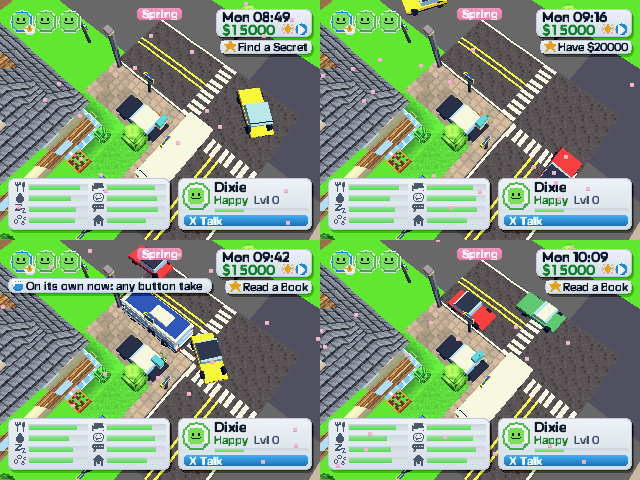 Spring
Mon 08:49
$15000
Find a Secret
Dixie
Happy Lvl 0
X Talk
Spring
Mon 09:16
$15000
Have $20000
Dixie
Happy Lvl 0
X Talk
Spring
Mon 09:42
$15000
On its own now: any button take
Read a Book
Dixie
Happy Lvl 0
X Talk
Spring
Mon 10:09
$15000
Read a Book
Dixie
Happy Lvl 0
X Talk